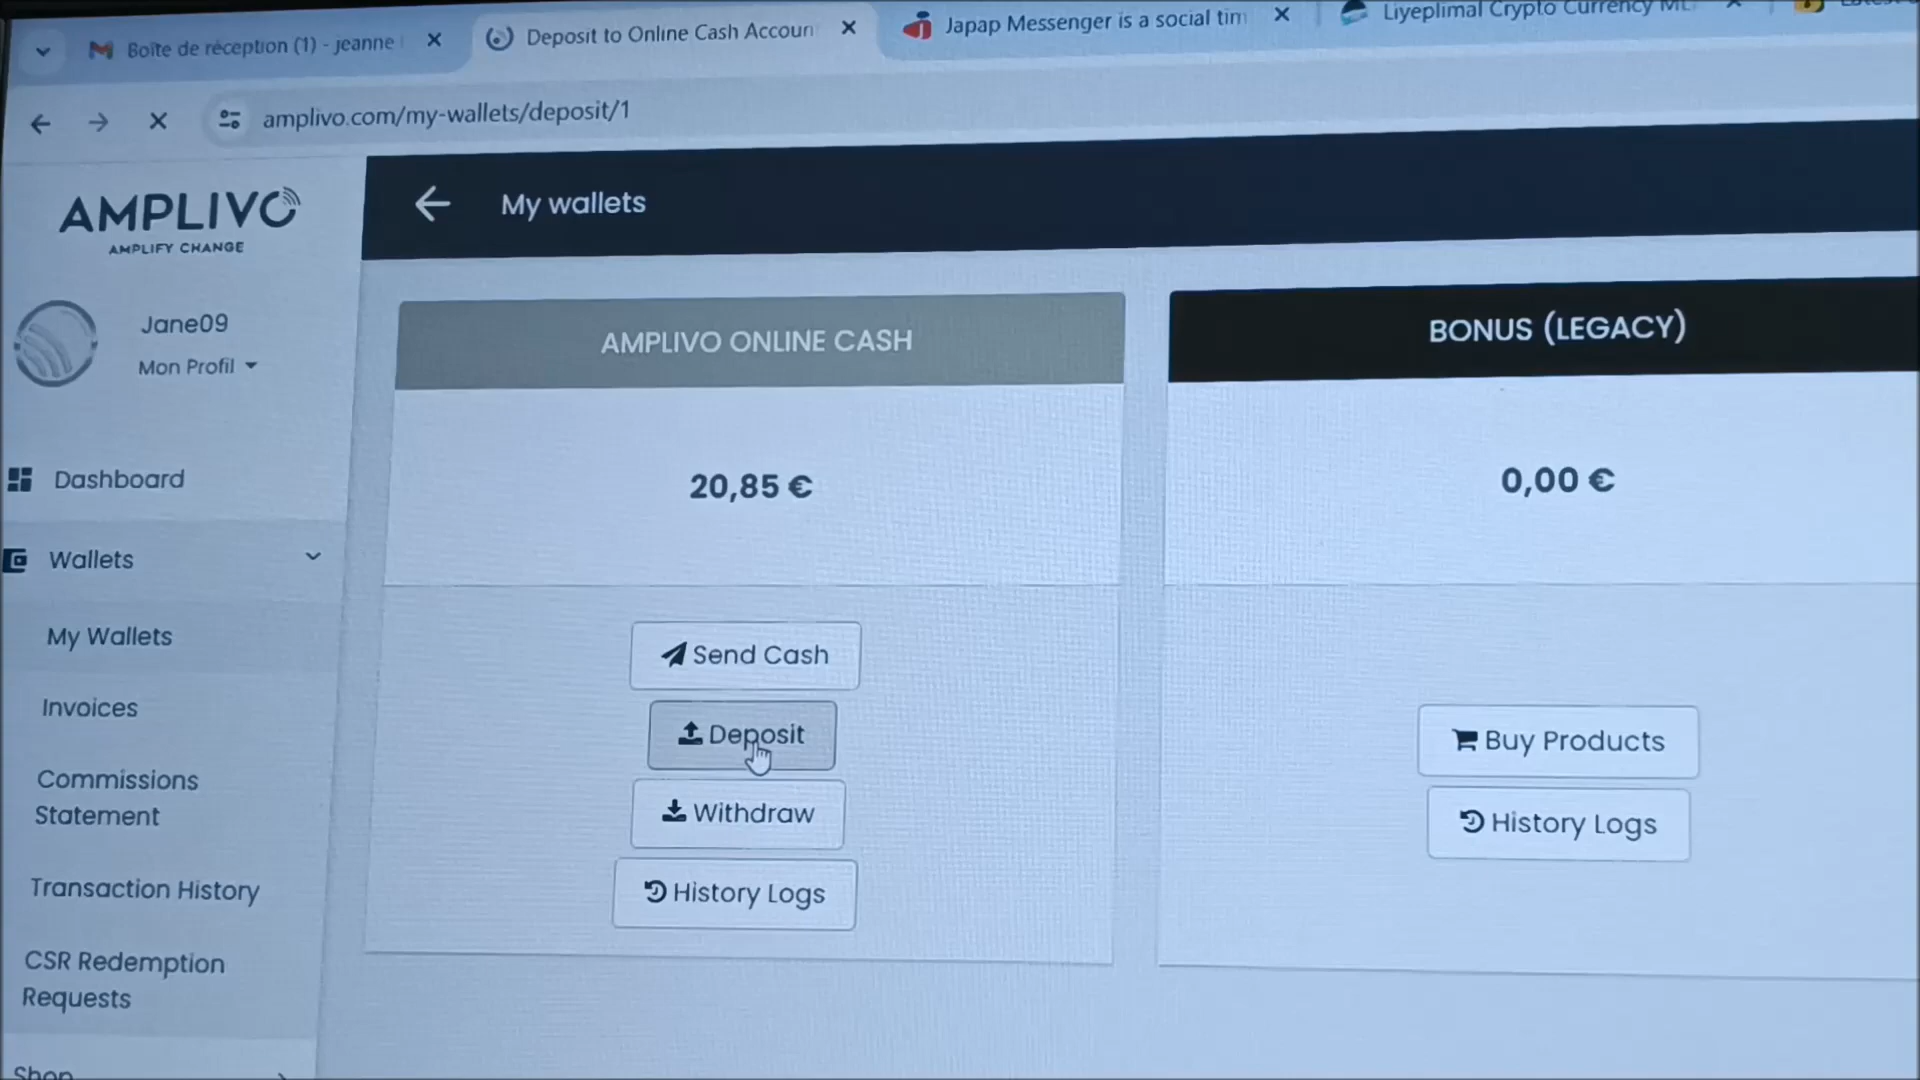 Boîte de réception (1) - jeanne
Deposit to Online Cash Accoun
Japap Messenger is a social tim
Liyeplimal Crypto Currency
amplivo.com/my-wallets/deposit/1
AMPLIVO
AMPLIFY CHANGE
My wallets
Jane09
Mon Profil
AMPLIVO ONLINE CASH
BONUS (LEGACY)
20,85 €
0,00 €
Dashboard
Wallets
My Wallets
Invoices
Commissions
Statement
Transaction History
CSR Redemption
Requests
Shop
Send Cash
Deposit
Withdraw
History Logs
Buy Products
History Logs